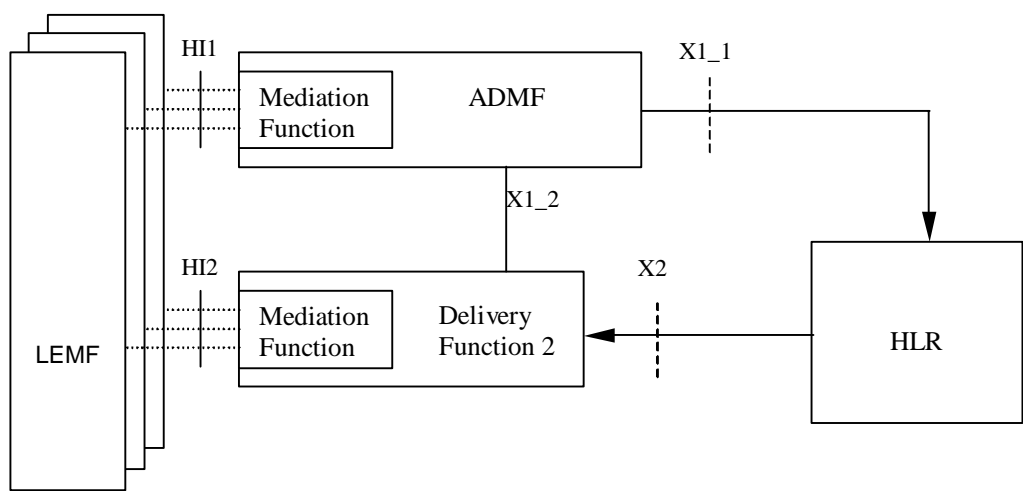 HI1
X1_1
Mediation
Function
ADMF
X1_2
HI2
X2
Mediation
Function
Delivery
Function 2
LEMF
HLR